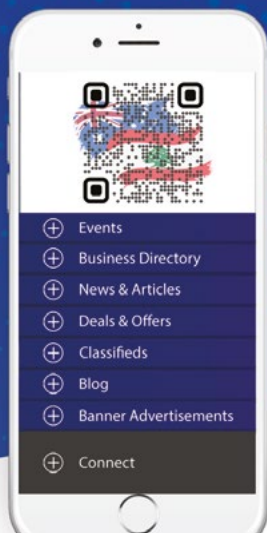 Events
Business Directory
News & Articles
Deals & Offers
Classifieds
Blog
Banner Advertisements
Connect